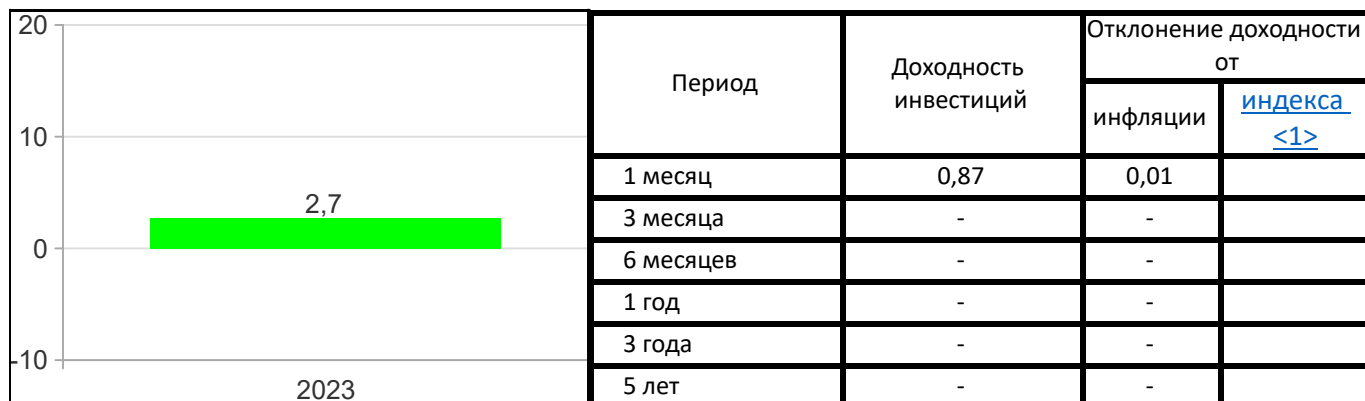 20
10
0
-10
2,7
2023
Период
Доходность
инвестиций
Отклонение доходности
от
инфляции
индекса
<1>
1 месяц 0,87 0,01
3 месяца - -
6 месяцев - -
1 год - -
3 года - -
5 лет - -